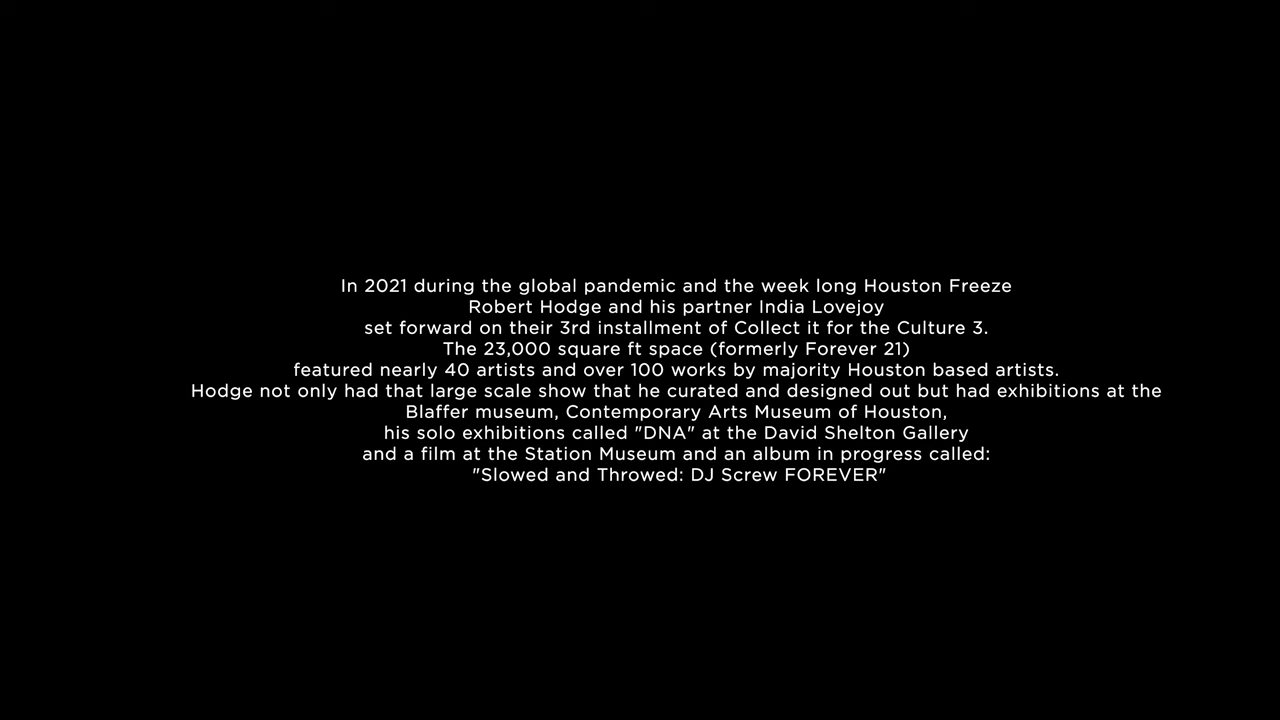 In 2021 during the global pandemic and the week long Houston Freeze
Robert Hodge and his partner India Lovejoy
set forward on their 3rd installment of Collect it for the Culture 3.
The 23,000 square ft space (formerly Forever 21)
featured nearly 40 artists and over 100 works by majority Houston based artists.
Hodge not only had that large scale show that he curated and designed out but had exhibitions at the
Blaffer museum, Contemporary Arts Museum of Houston,
his solo exhibitions called "DNA" at the David Shelton Gallery
and a film at the Station Museum and an album in progress called:
"Slowed and Throwed: DJ Screw FOREVER"